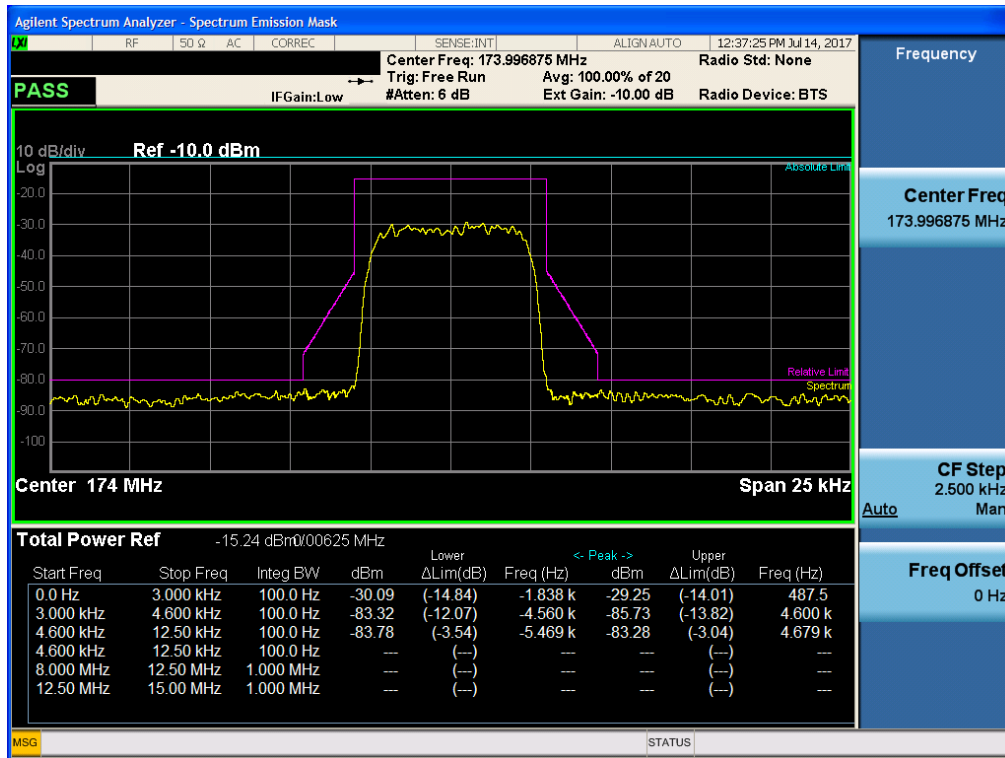 Agilent Spectrum Analyzer - Spectrum Emission Mask
LXI RF 50 Ω AC CORREC SENSE:INT ALIGN AUTO 12:37:25 PM Jul 14, 2017
Center Freq: 173.996875 MHz Radio Std: None
Trig: Free Run Avg: 100.00% of 20
PASS IFGain:Low #Atten: 6 dB Ext Gain: -10.00 dB Radio Device: BTS
10 dB/div Ref -10.0 dBm
Log
Absolute Limit
-20.0
-30.0
-40.0
-50.0
-60.0
-70.0
-80.0
Relative Limit
Spectrum
-90.0
-100
Center 174 MHz Span 25 kHz
Total Power Ref -15.24 dBm/0.00625 MHz
Lower <- Peak -> Upper
Start Freq Stop Freq Integ BW dBm ΔLim(dB) Freq (Hz) dBm ΔLim(dB) Freq (Hz)
0.0 Hz 3.000 kHz 100.0 Hz -30.09 (-14.84) -1.838 k -29.25 (-14.01) 487.5
3.000 kHz 4.600 kHz 100.0 Hz -83.32 (-12.07) -4.560 k -85.73 (-13.82) 4.600 k
4.600 kHz 12.50 kHz 100.0 Hz -83.78 (-3.54) -5.469 k -83.28 (-3.04) 4.679 k
4.600 kHz 12.50 kHz 100.0 Hz --- (---) --- --- (---) ---
8.000 MHz 12.50 MHz 1.000 MHz --- (---) --- --- (---) ---
12.50 MHz 15.00 MHz 1.000 MHz --- (---) --- --- (---) ---
MSG STATUS
Frequency
Center Freq
173.996875 MHz
CF Step
2.500 kHz
Auto Man
Freq Offset
0 Hz